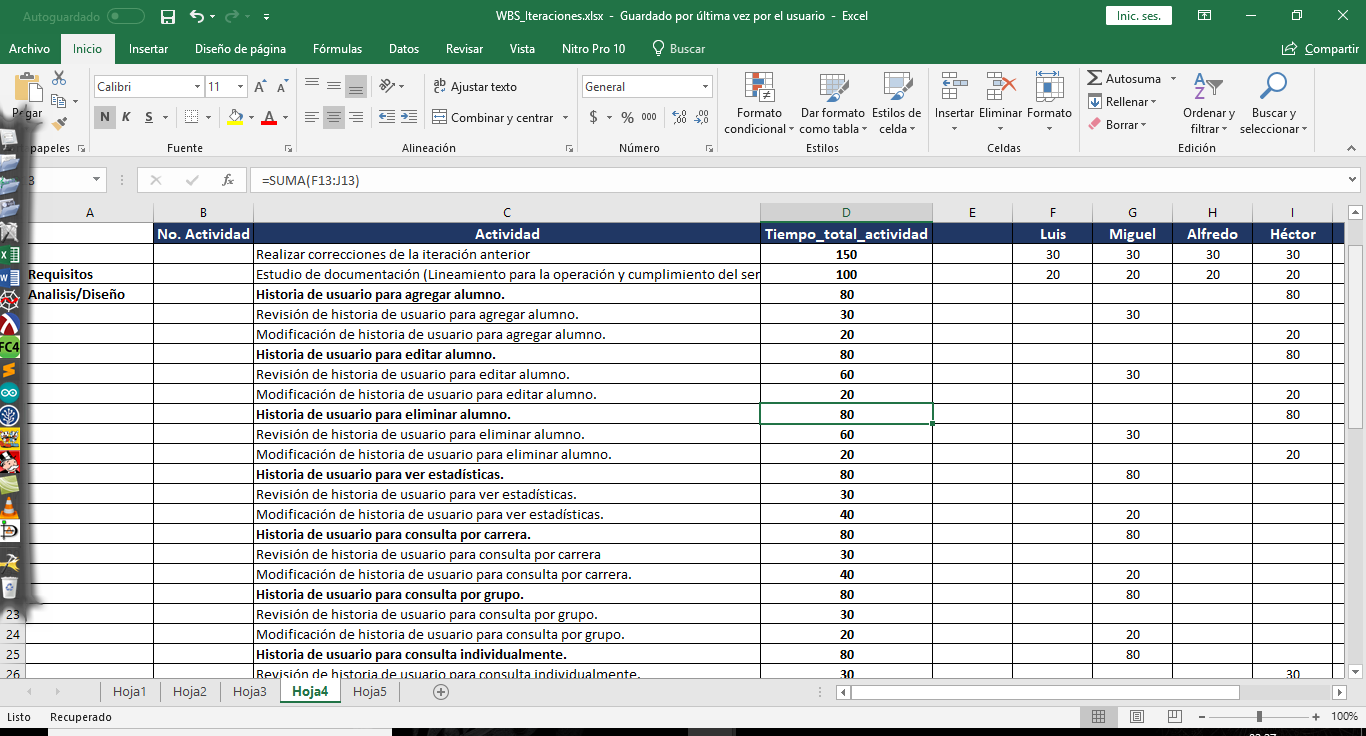 Autoguardado WBS_Iteraciones.xlsx - Guardado por última vez por el usuario - Excel Inic. ses.
Archivo Inicio Insertar Diseño de página Fórmulas Datos Revisar Vista Nitro Pro 10 Buscar Compartir
Calibri 11 A A ab Ajustar texto General Autosuma
N K S Combinar y centrar $ % 000 Formato condicional Dar formato como tabla Estilos de celda Insertar Eliminar Formato Rellenar Borrar Ordenar y filtrar Buscar y seleccionar
papeles Fuente Alineación Número Estilos Celdas Edición
3 fx =SUMA(F13:J13)
A B C D E F G H I
No. Actividad Actividad Tiempo_total_actividad Luis Miguel Alfredo Héctor
Realizar correcciones de la iteración anterior 150 30 30 30 30
Requisitos Estudio de documentación (Lineamiento para la operación y cumplimiento del ser 100 20 20 20 20
Analisis/Diseño Historia de usuario para agregar alumno. 80 80
Revisión de historia de usuario para agregar alumno. 30 30
Modificación de historia de usuario para agregar alumno. 20 20
Historia de usuario para editar alumno. 80 80
Revisión de historia de usuario para editar alumno. 60 30
Modificación de historia de usuario para editar alumno. 20 20
Historia de usuario para eliminar alumno. 80 80
Revisión de historia de usuario para eliminar alumno. 60 30
Modificación de historia de usuario para eliminar alumno. 20 20
Historia de usuario para ver estadísticas. 80 80
Revisión de historia de usuario para ver estadísticas. 30
Modificación de historia de usuario para ver estadísticas. 40 20
Historia de usuario para consulta por carrera. 80 80
Revisión de historia de usuario para consulta por carrera 30
Modificación de historia de usuario para consulta por carrera. 40 20
Historia de usuario para consulta por grupo. 80 80
23 Revisión de historia de usuario para consulta por grupo. 30
24 Modificación de historia de usuario para consulta por grupo. 20 20
25 Historia de usuario para consulta individualmente. 80 80
26 Revisión de historia de usuario para consulta individualmente. 30 30
Hoja1 Hoja2 Hoja3 Hoja4 Hoja5
Listo Recuperado 100%